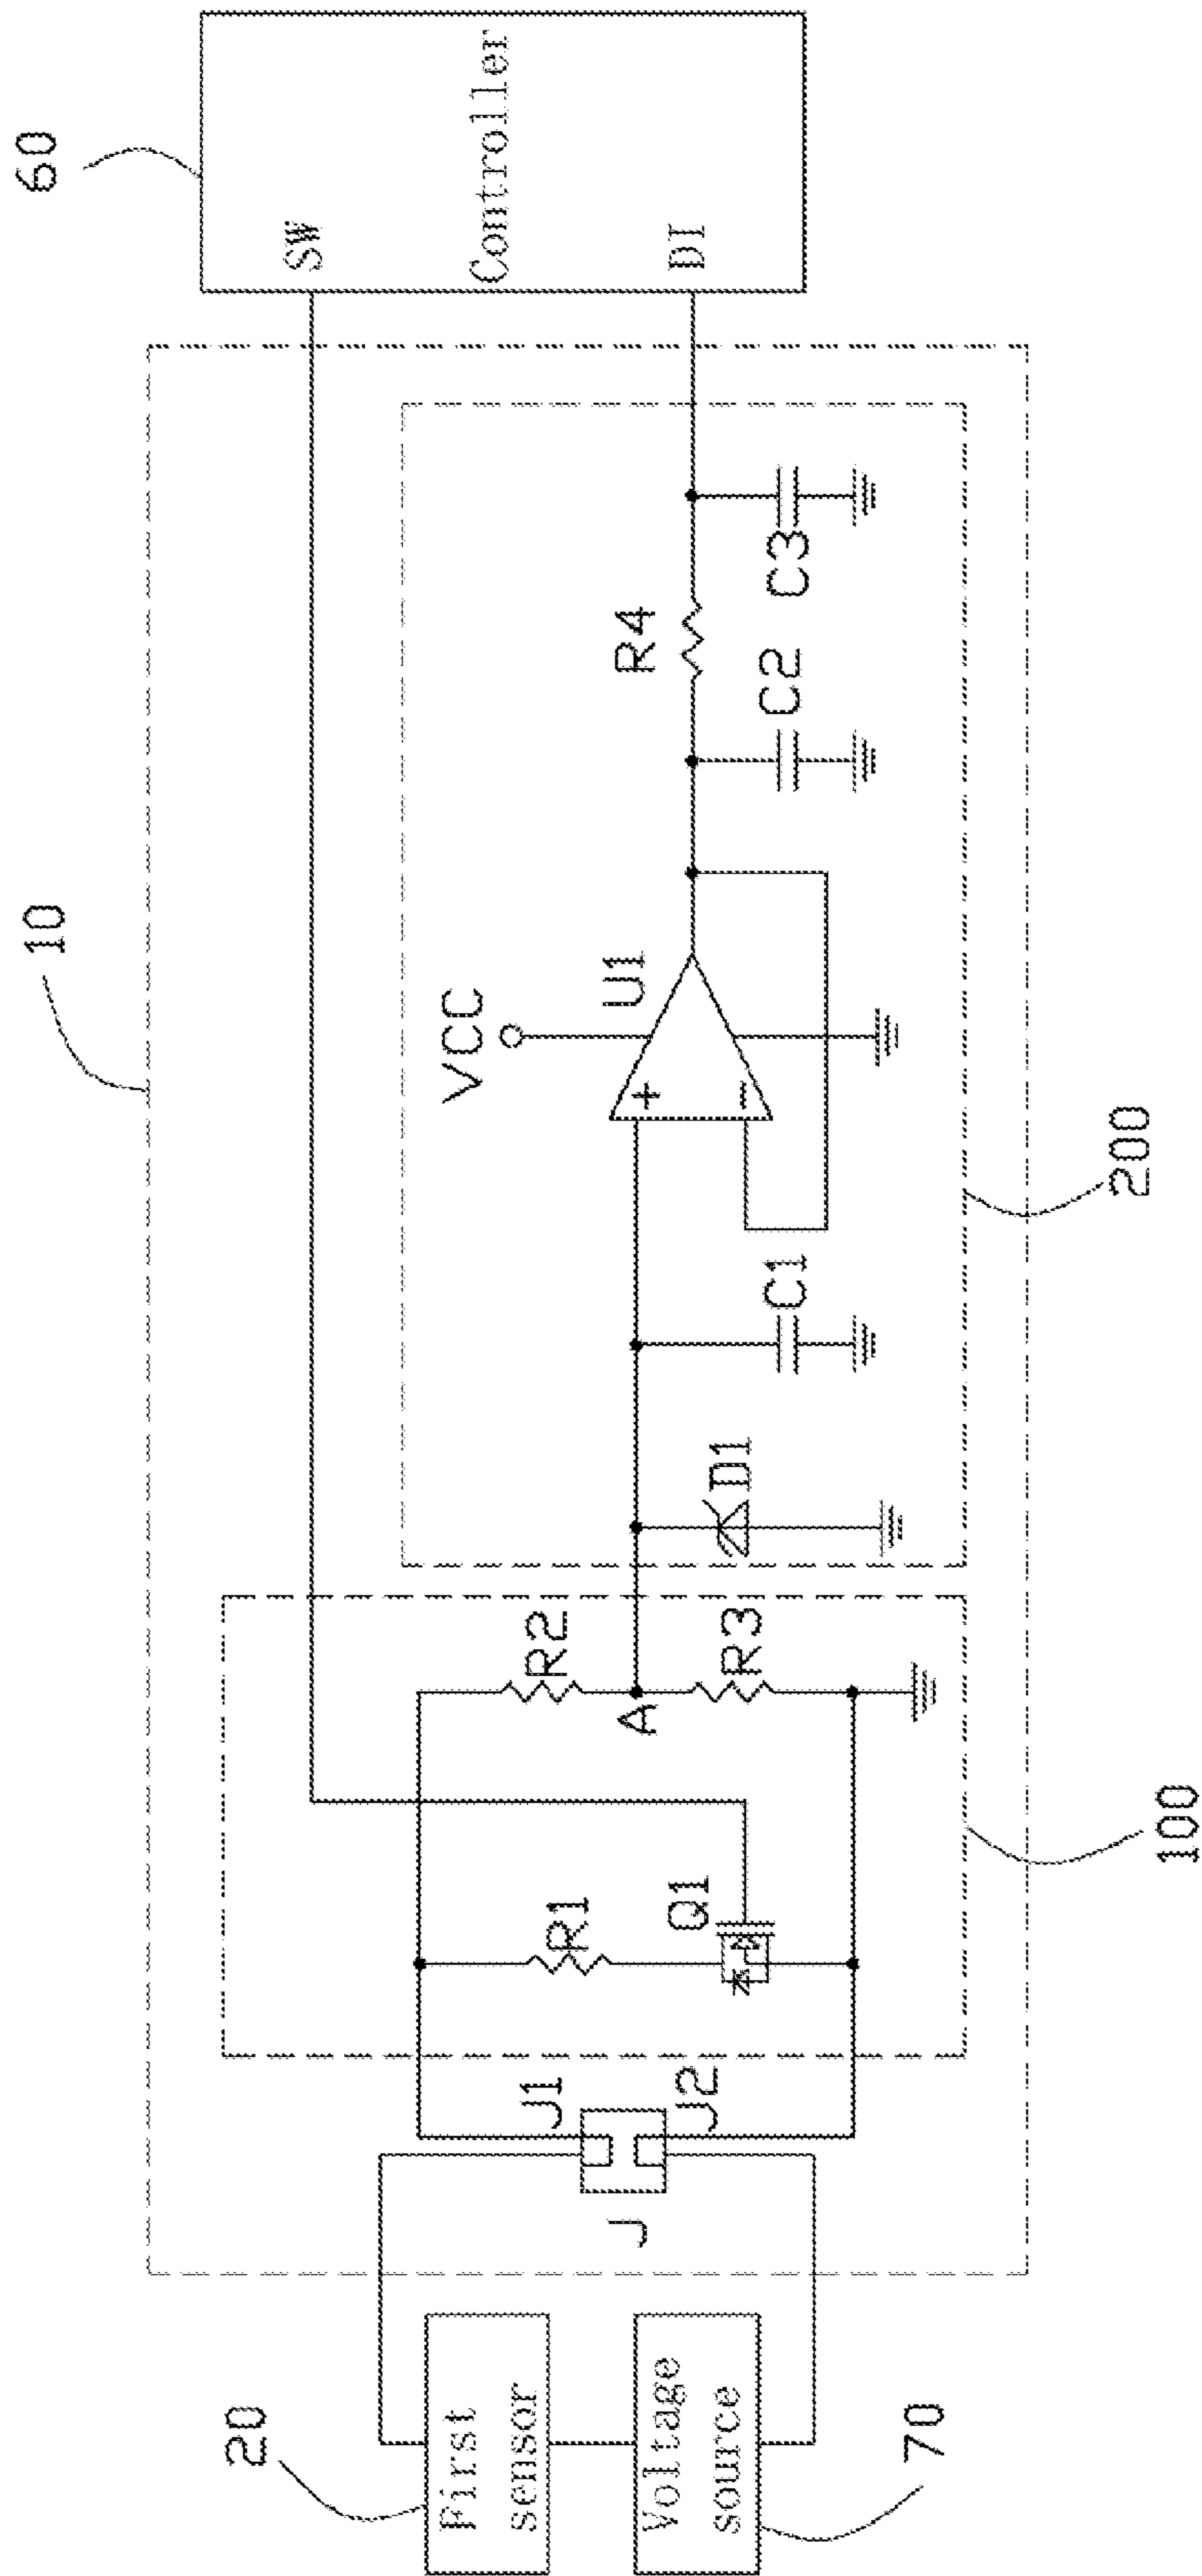 10
60
20
First
sensor
Voltage
source
70
J
J1
J2
R1
Q1
R2
A
R3
100
D1
C1
VCC
U1
+
−
200
C2
R4
C3
SW
Controller
DI